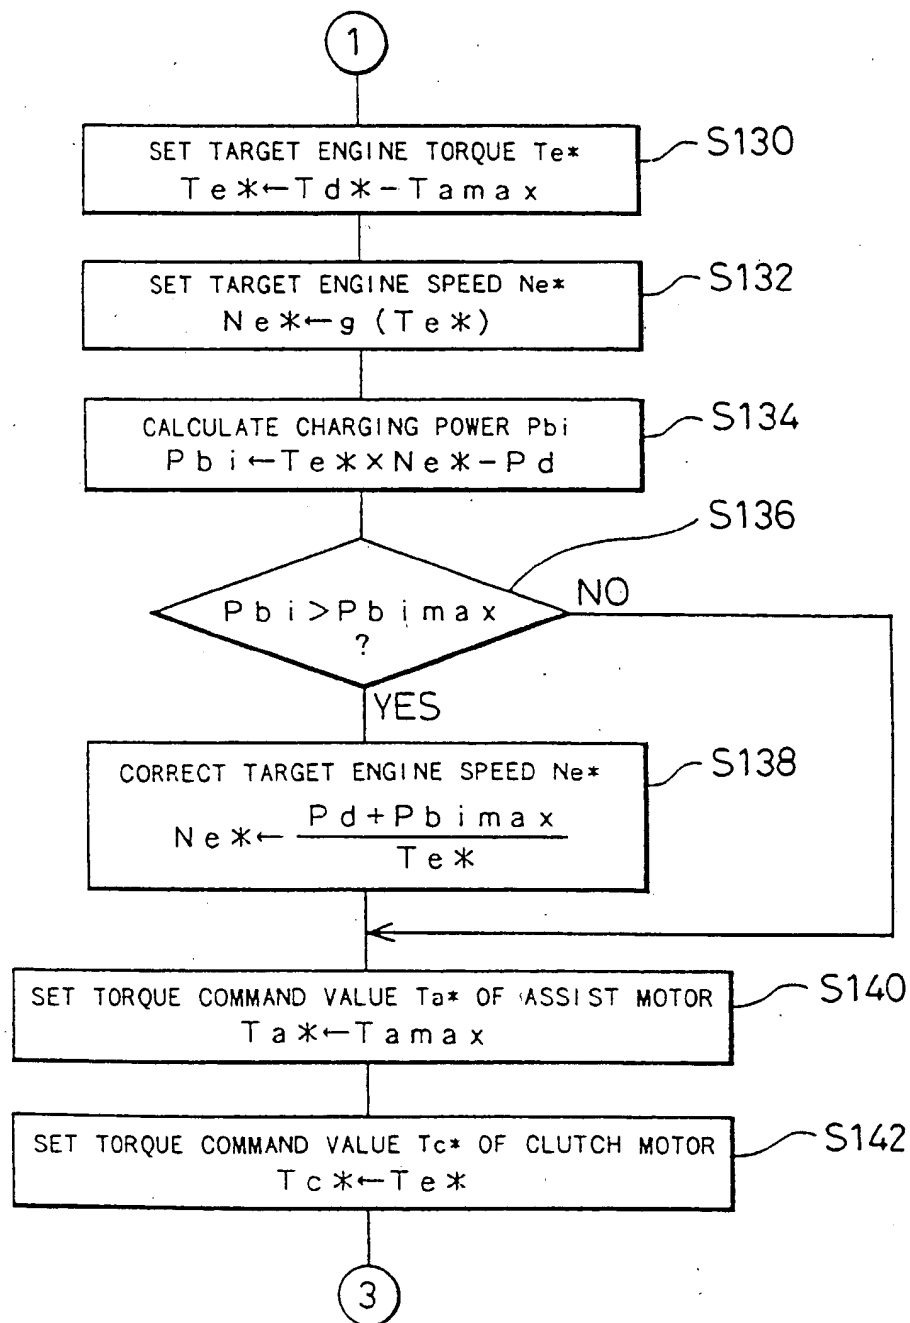 1
SET TARGET ENGINE TORQUE Te*
Te*←Td*-Tamax
S130
SET TARGET ENGINE SPEED Ne*
Ne*←g(Te*)
S132
CALCULATE CHARGING POWER Pbi
Pbi←Te*×Ne*-Pd
S134
S136
Pbi>Pbimax
?
NO
YES
CORRECT TARGET ENGINE SPEED Ne*
Ne*← Pd+Pbimax
Te*
S138
SET TORQUE COMMAND VALUE Ta* OF ASSIST MOTOR
Ta*←Tamax
S140
SET TORQUE COMMAND VALUE Tc* OF CLUTCH MOTOR
Tc*←Te*
S142
3